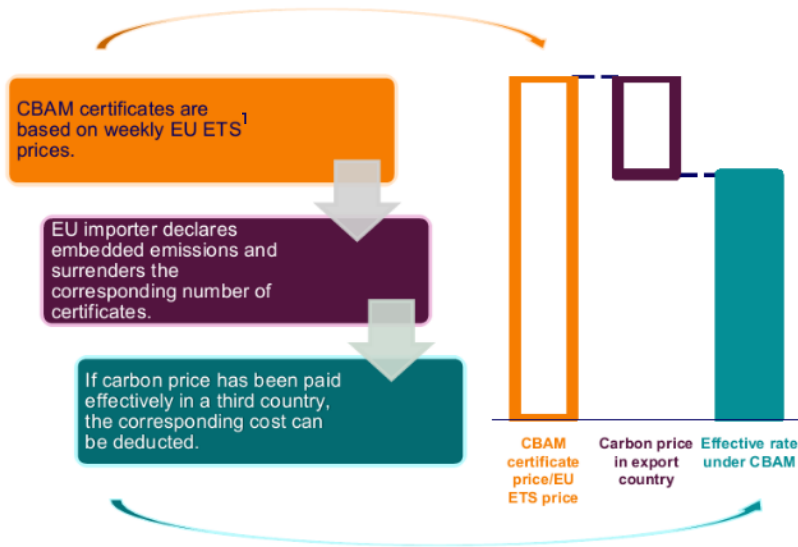 CBAM certificates are
based on weekly EU ETS1
prices.
EU importer declares
embedded emissions and
surrenders the
corresponding number of
certificates.
If carbon price has been paid
effectively in a third country,
the corresponding cost can
be deducted.
CBAM
certificate
price/EU
ETS price
Carbon price
in export
country
Effective rate
under CBAM